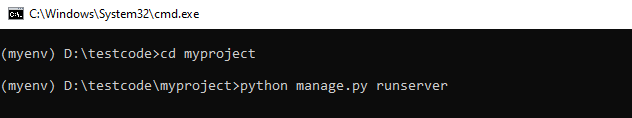 C:\Windows\System32\cmd.exe
(myenv) D:\testcode>cd myproject
(myenv) D:\testcode\myproject>python manage.py runserver